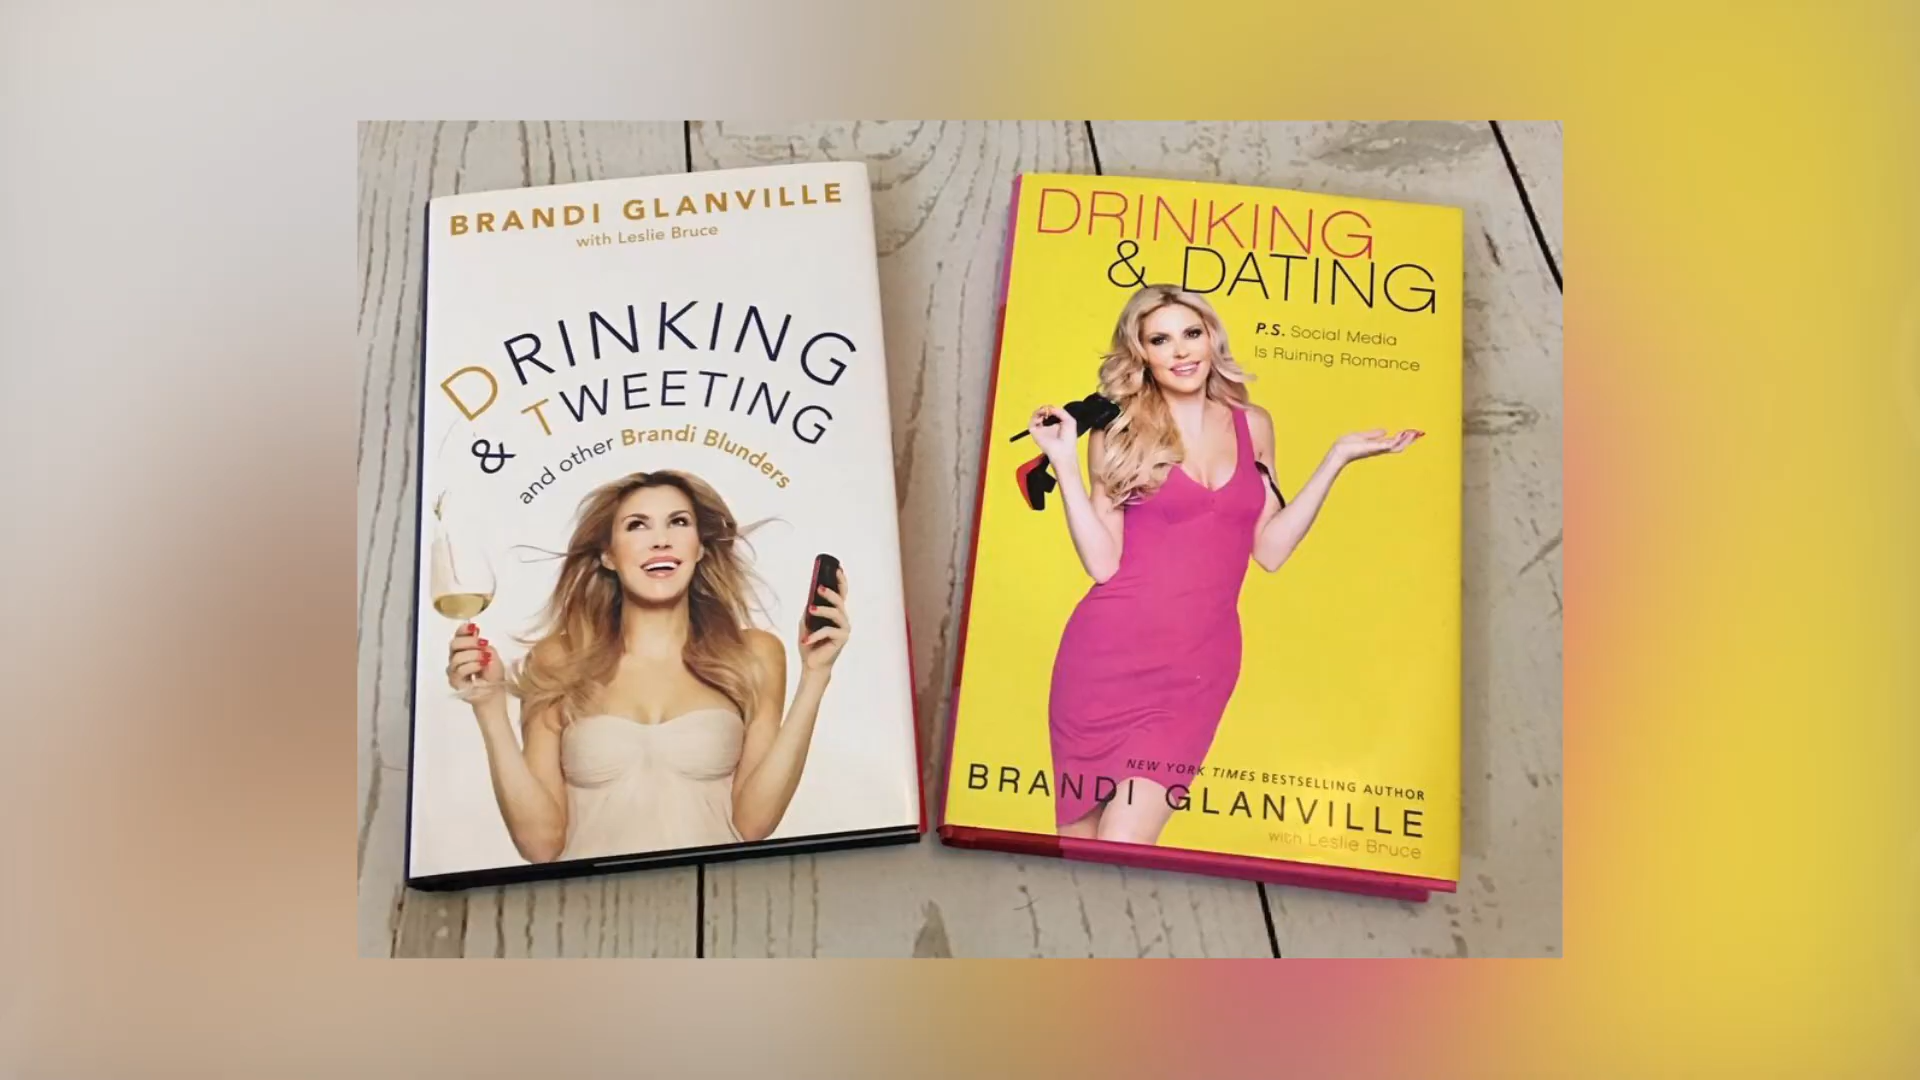 BRANDI GLANVILLE
with Leslie Bruce
DRINKING
& TWEETING
and other Brandi Blunders
DRINKING
& DATING
P.S. Social Media
Is Ruining Romance
NEW YORK TIMES BESTSELLING AUTHOR
BRANDI GLANVILLE
with Leslie Bruce